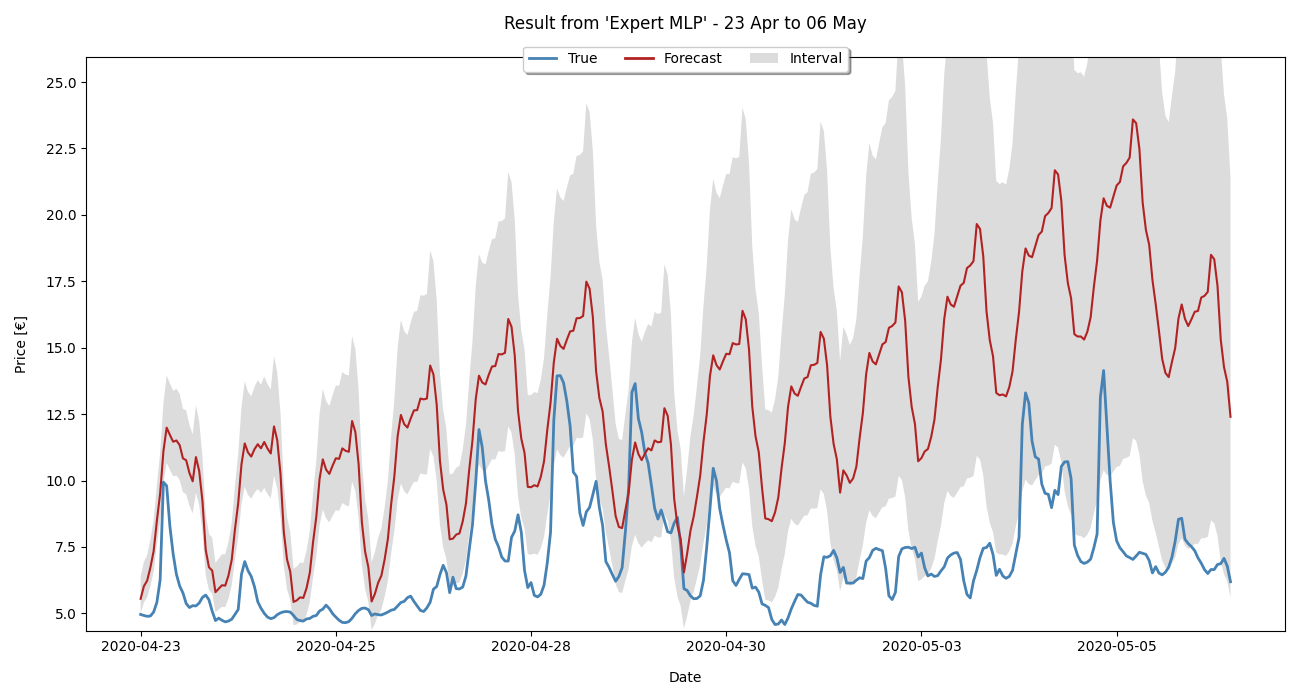 Result from 'Expert MLP' - 23 Apr to 06 May
True Forecast Interval
25.0
22.5
20.0
17.5
15.0
12.5
10.0
7.5
5.0
Price [€]
2020-04-23 2020-04-25 2020-04-28 2020-04-30 2020-05-03 2020-05-05
Date